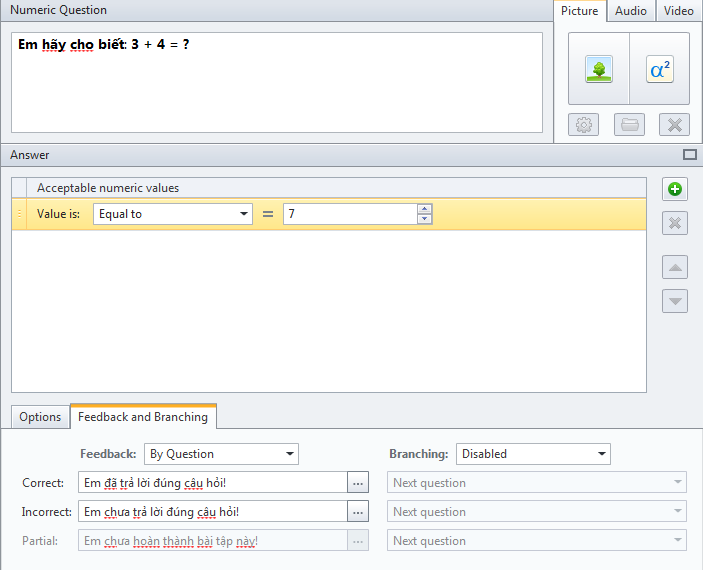 Numeric Question
Picture Audio Video
Em hãy cho biết: 3 + 4 = ?
α²
Answer
Acceptable numeric values
Value is: Equal to = 7
Options Feedback and Branching
Feedback: By Question Branching: Disabled
Correct: Em đã trả lời đúng câu hỏi! ... Next question
Incorrect: Em chưa trả lời đúng câu hỏi! ... Next question
Partial: Em chưa hoàn thành bài tập này! ... Next question